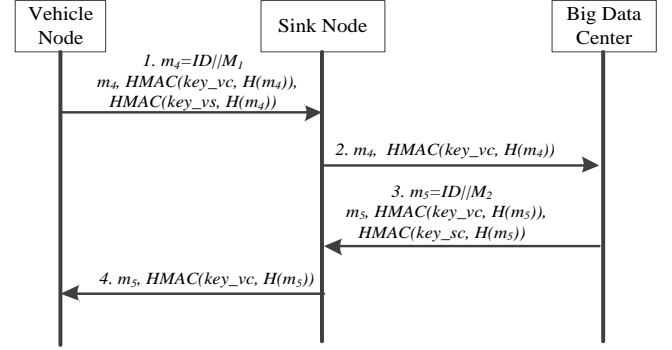 Vehicle
Node
Sink Node
Big Data
Center
1. m₄=ID//M₁
m₄, HMAC(key_vc, H(m₄)),
HMAC(key_vs, H(m₄))
2. m₄, HMAC(key_vc, H(m₄))
3. m₅=ID//M₂
m₅, HMAC(key_vc, H(m₅)),
HMAC(key_sc, H(m₅))
4. m₅, HMAC(key_vc, H(m₅))